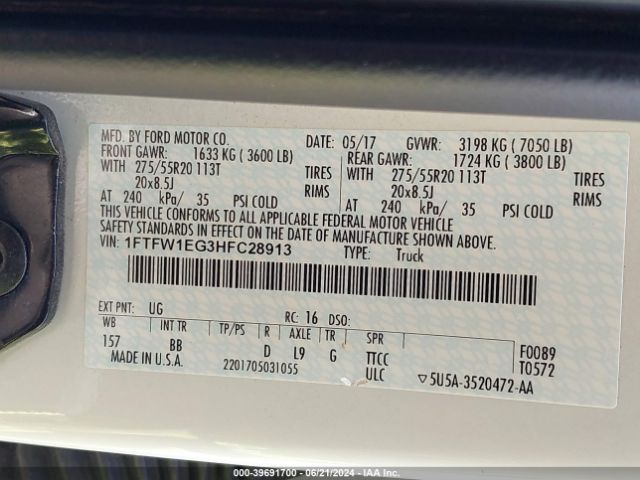 MFD. BY FORD MOTOR CO. DATE: 05/17 GVWR: 3198 KG ( 7050 LB)
FRONT GAWR: 1633 KG ( 3600 LB) REAR GAWR: 1724 KG ( 3800 LB)
WITH 275/55R20 113T TIRES WITH 275/55R20 113T TIRES
20x8.5J RIMS 20x8.5J RIMS
AT 240 kPa/ 35 PSI COLD AT 240 kPa/ 35 PSI COLD
THIS VEHICLE CONFORMS TO ALL APPLICABLE FEDERAL MOTOR VEHICLE
SAFETY STANDARDS IN EFFECT ON THE DATE OF MANUFACTURE SHOWN ABOVE.
VIN: 1FTFW1EG3HFC28913 TYPE: Truck
EXT PNT: UG RC: 16 DSO:
WB INT TR TP/PS R AXLE TR SPR F0089
157 BB D L9 G TTCC T0572
MADE IN U.S.A. 2201705031055 ULC ▽5U5A-3520472-AA
000-39691700 - 06/21/2024 - IAAI